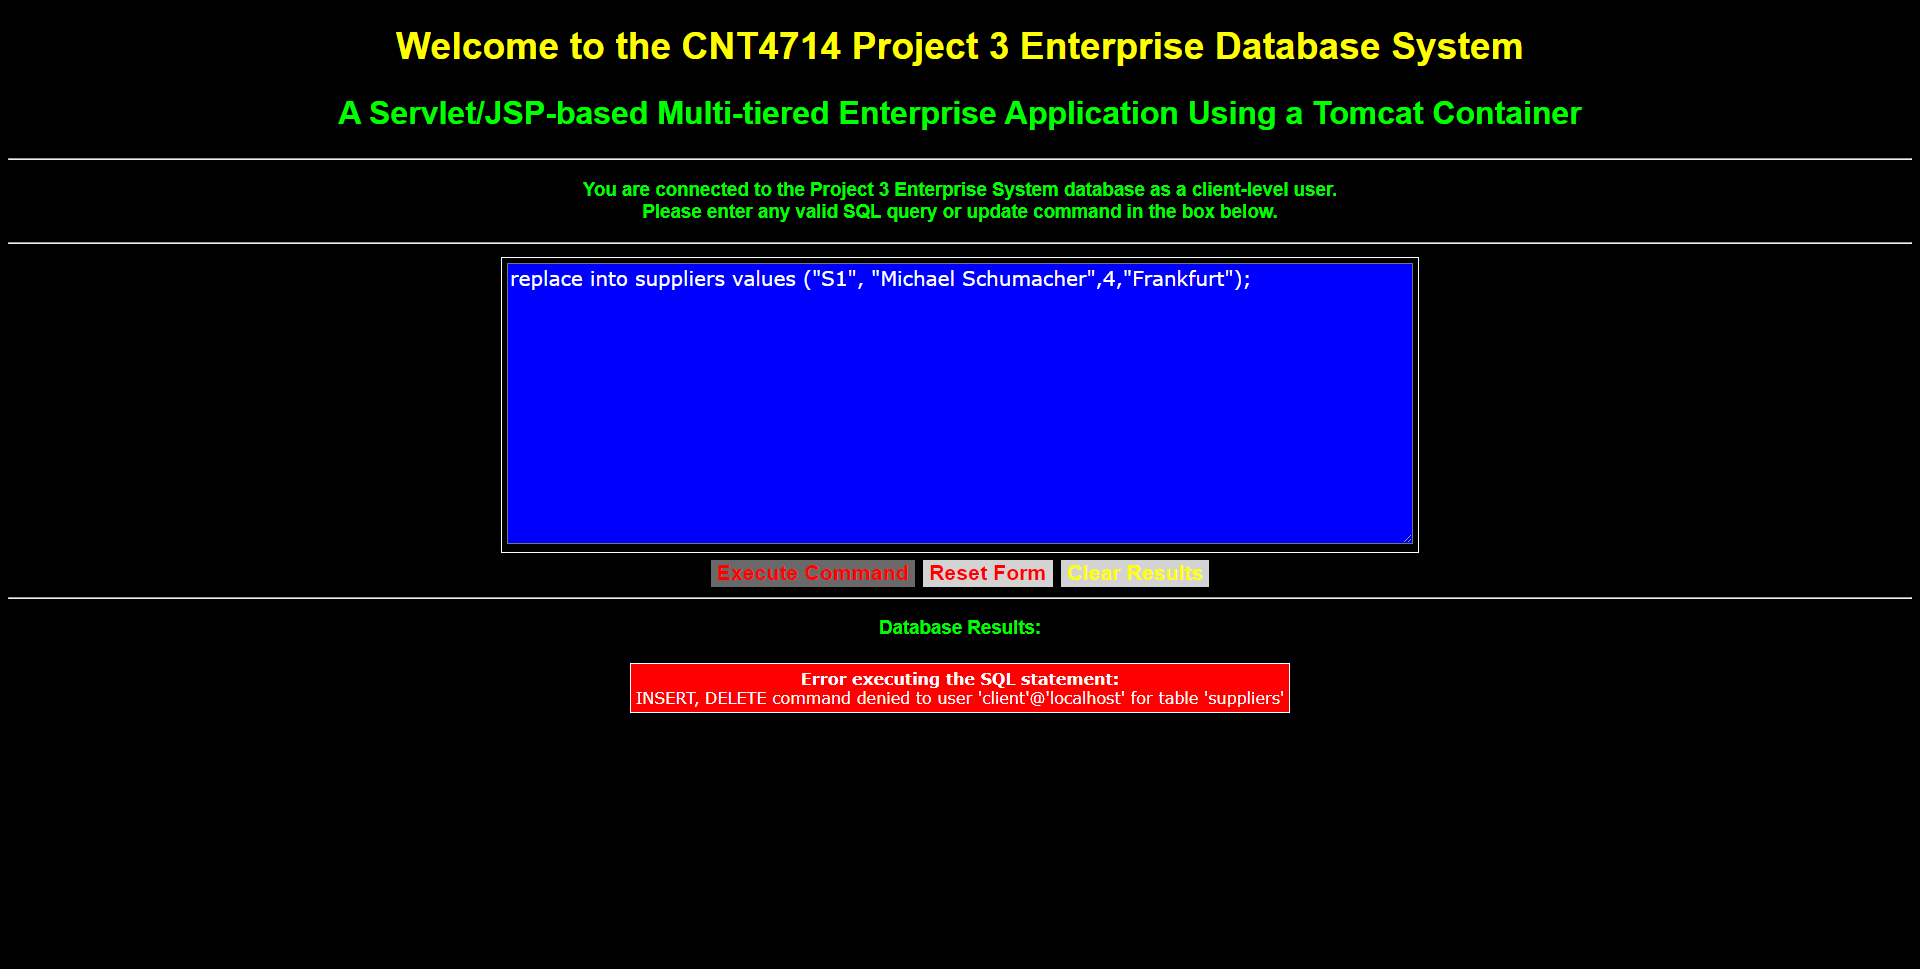 Welcome to the CNT4714 Project 3 Enterprise Database System
A Servlet/JSP-based Multi-tiered Enterprise Application Using a Tomcat Container
You are connected to the Project 3 Enterprise System database as a client-level user.
Please enter any valid SQL query or update command in the box below.
replace into suppliers values ("S1", "Michael Schumacher",4,"Frankfurt");
Execute Command Reset Form Clear Results
Database Results:
Error executing the SQL statement:
INSERT, DELETE command denied to user 'client'@'localhost' for table 'suppliers'